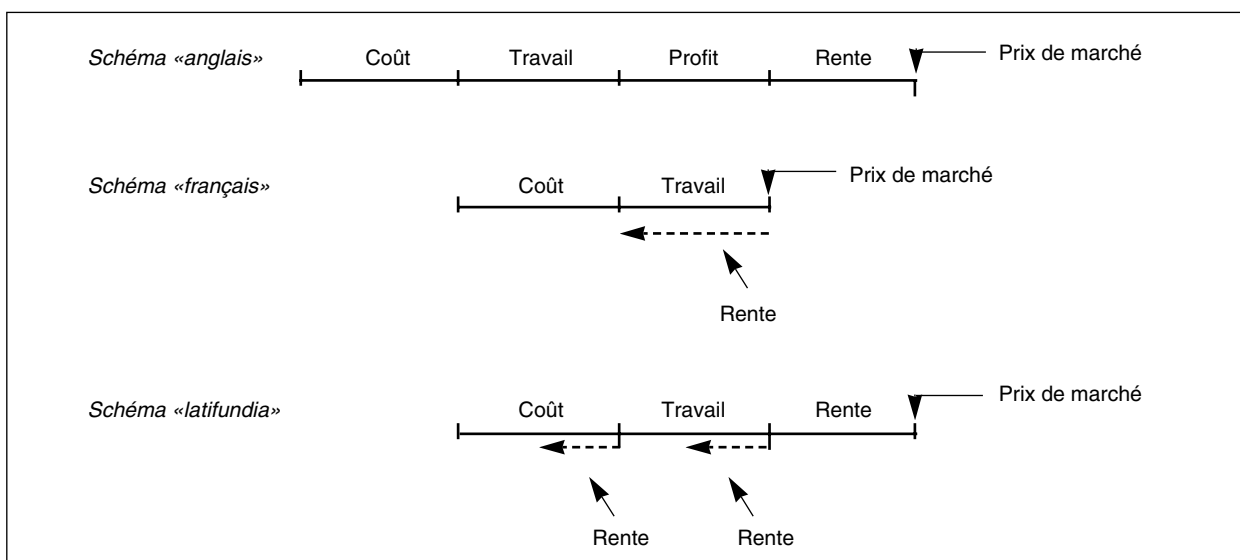 Schéma «anglais» Coût Travail Profit Rente Prix de marché
Schéma «français» Coût Travail Prix de marché
Rente
Schéma «latifundia» Coût Travail Rente Prix de marché
Rente Rente